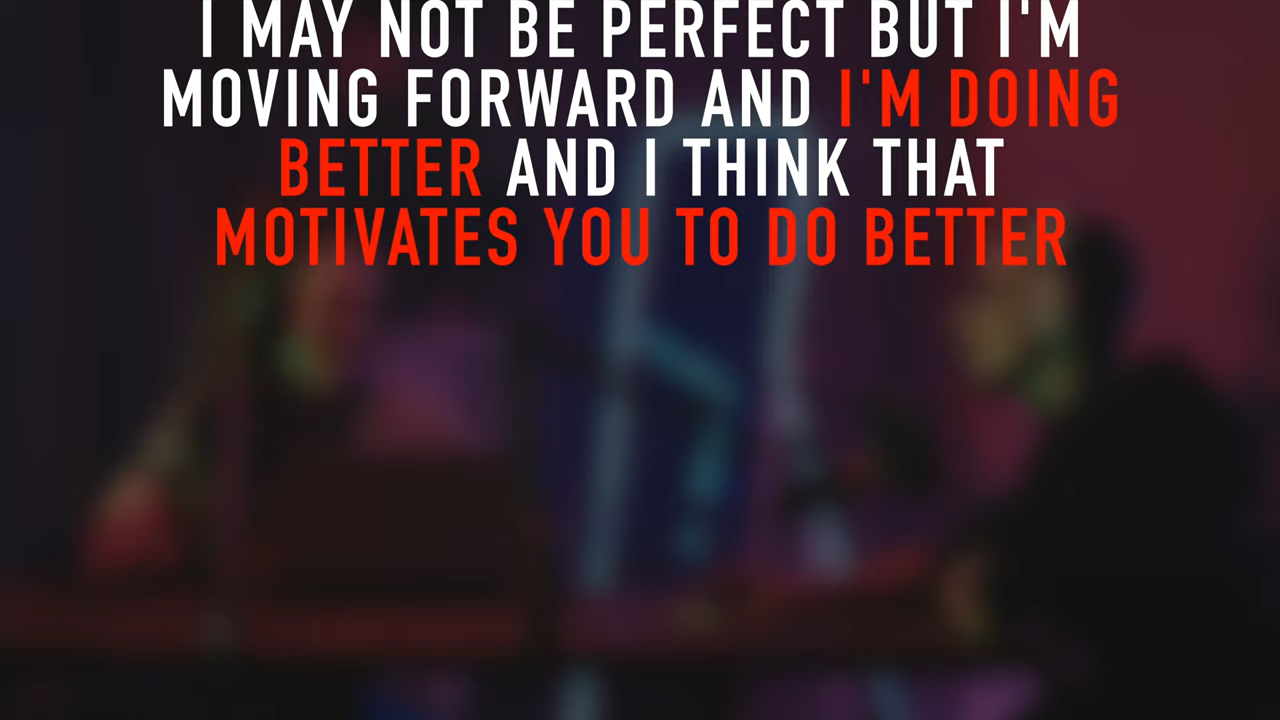 I MAY NOT BE PERFECT BUT I'M
MOVING FORWARD AND I'M DOING
BETTER AND I THINK THAT
MOTIVATES YOU TO DO BETTER